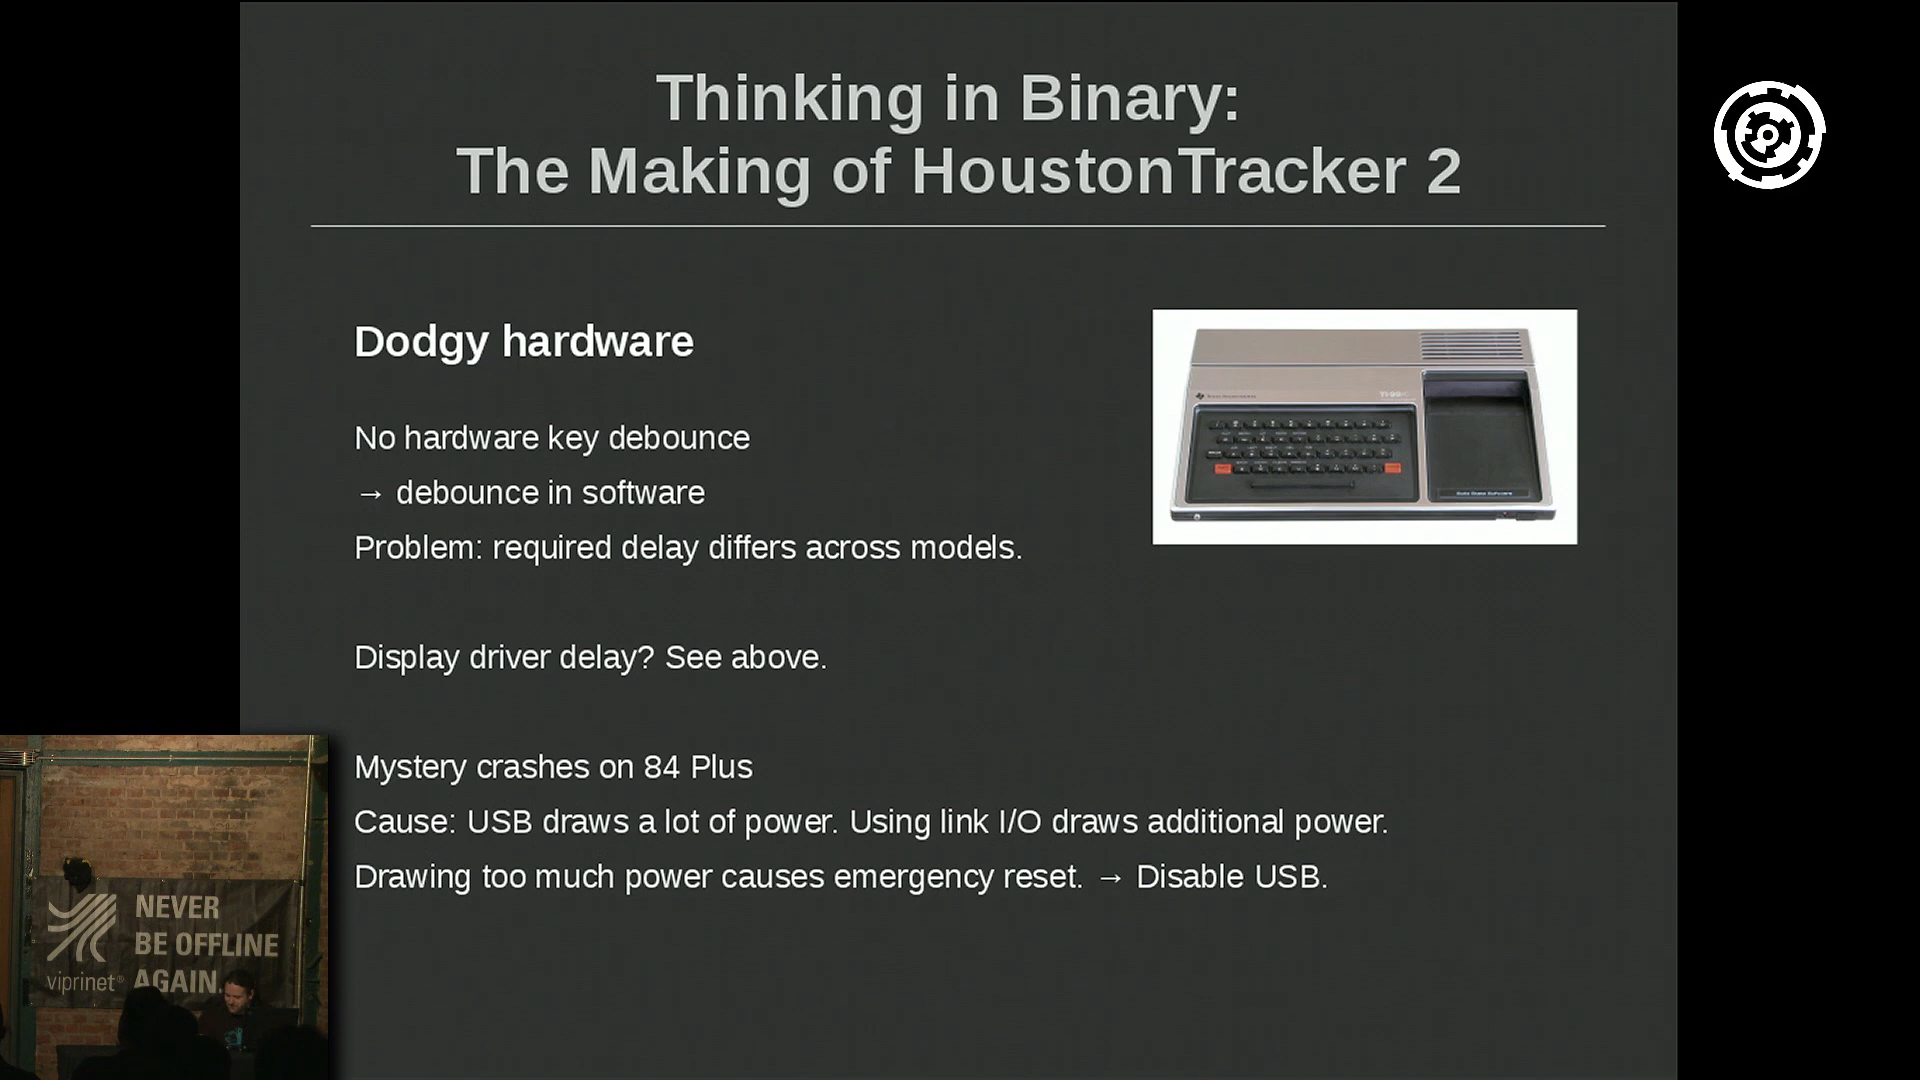 Thinking in Binary:
The Making of HoustonTracker 2
Dodgy hardware
No hardware key debounce
→ debounce in software
Problem: required delay differs across models.
Display driver delay? See above.
Mystery crashes on 84 Plus
Cause: USB draws a lot of power. Using link I/O draws additional power.
Drawing too much power causes emergency reset. → Disable USB.
NEVER
BE OFFLINE
AGAIN.
viprinet®